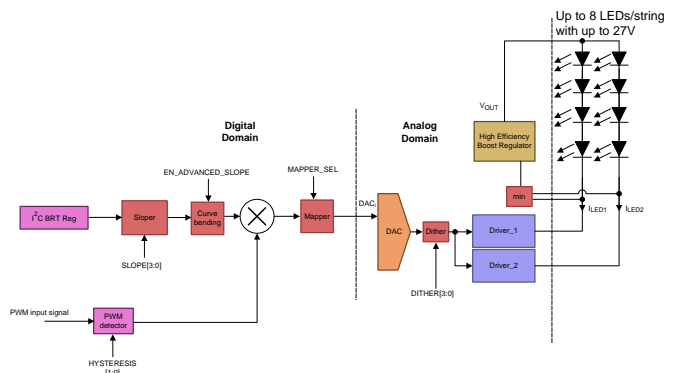 Up to 8 LEDs/string
with up to 27V
VOUT
High Efficiency
Boost Regulator
Digital
Domain
Analog
Domain
EN_ADVANCED_SLOPE
MAPPER_SEL
min
I2C BRT Reg
Sloper
Curve
bending
Mapper
DACi
DAC
Dither
Driver_1
Driver_2
ILED1
ILED2
SLOPE[3:0]
DITHER[3:0]
PWM input signal
PWM
detector
HYSTERESIS
[1:0]